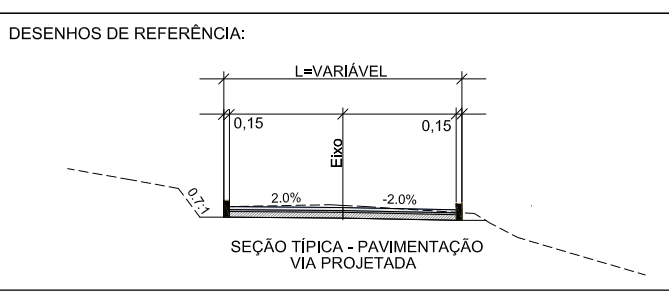 DESENHOS DE REFERÊNCIA:
L=VARIÁVEL
0,15
0,15
Eixo
0.7:1
2.0%
-2.0%
SEÇÃO TÍPICA - PAVIMENTAÇÃO
VIA PROJETADA